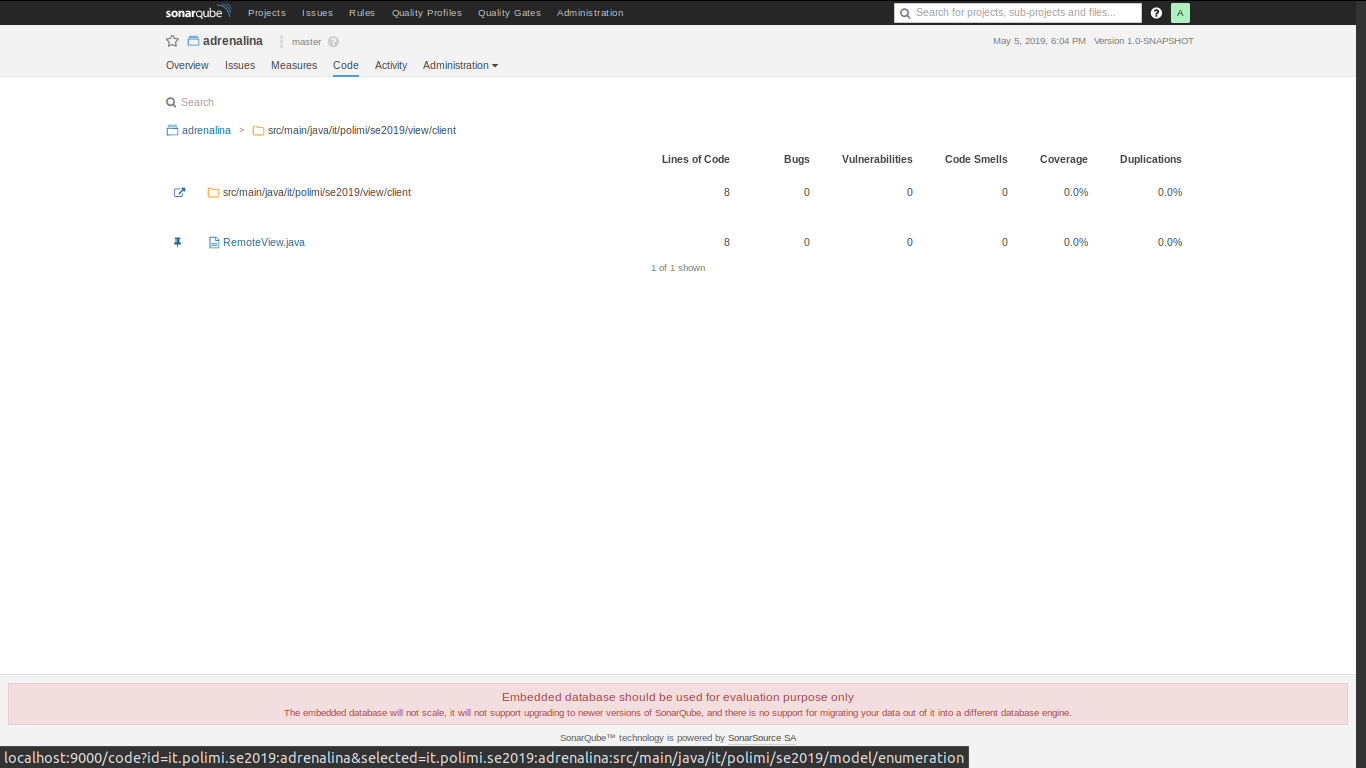 sonarqube Projects Issues Rules Quality Profiles Quality Gates Administration Search for projects, sub-projects and files... A
adrenalina master May 5, 2019, 6:04 PM Version 1.0-SNAPSHOT
Overview Issues Measures Code Activity Administration
Search
adrenalina > src/main/java/it/polimi/se2019/view/client
Lines of Code Bugs Vulnerabilities Code Smells Coverage Duplications
src/main/java/it/polimi/se2019/view/client 8 0 0 0 0.0% 0.0%
RemoteView.java 8 0 0 0 0.0% 0.0%
1 of 1 shown
Embedded database should be used for evaluation purpose only
The embedded database will not scale, it will not support upgrading to newer versions of SonarQube, and there is no support for migrating your data out of it into a different database engine.
SonarQube™ technology is powered by SonarSource SA
localhost:9000/code?id=it.polimi.se2019:adrenalina&selected=it.polimi.se2019:adrenalina:src/main/java/it/polimi/se2019/model/enumeration